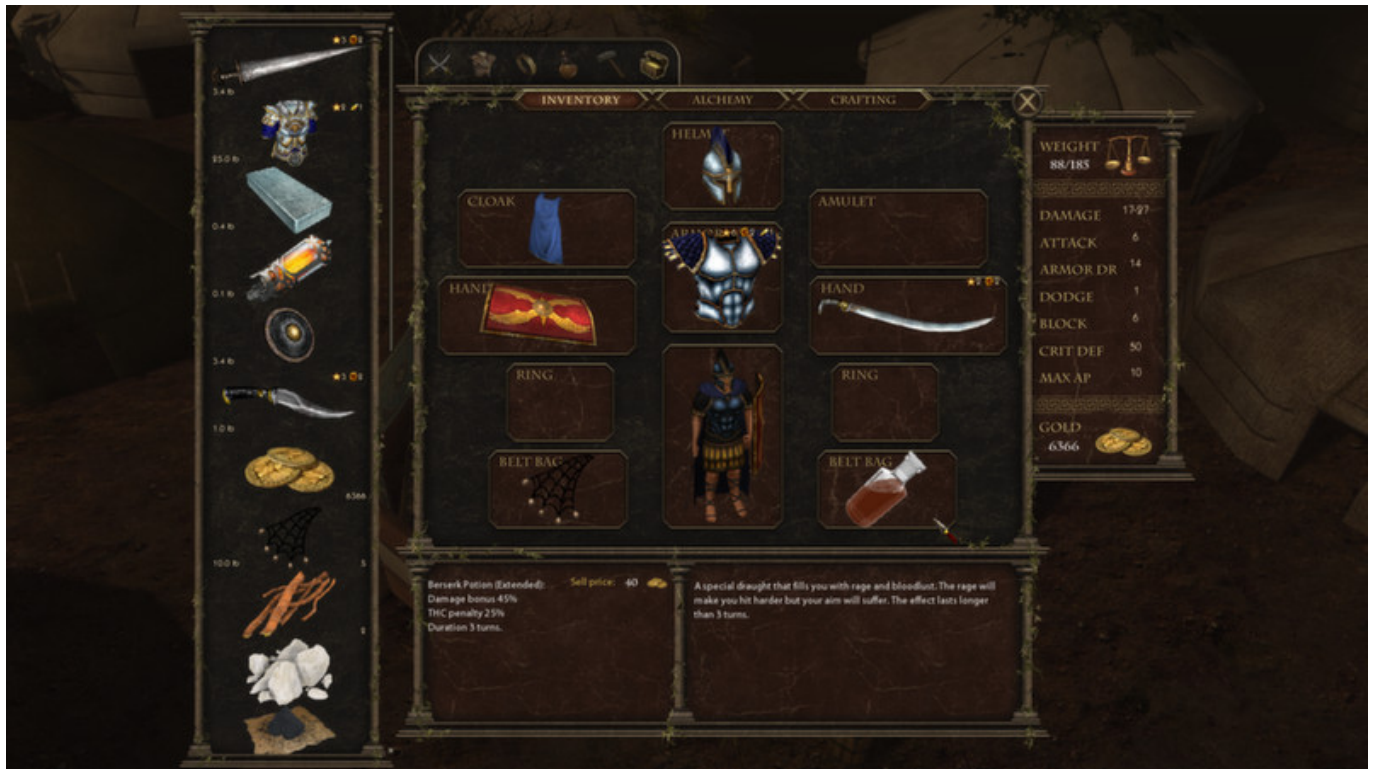 3
3.4 lb
25.0 lb
0.4 lb
0.1 lb
3.4 lb
1.0 lb
6366
10.0 lb
5
INVENTORY
ALCHEMY
CRAFTING
CLOAK
AMULET
HAND
HAND
RING
RING
BELT BAG
BELT BAG
WEIGHT
88/185
DAMAGE 17-27
ATTACK 6
ARMOR DR 14
DODGE 1
BLOCK 6
CRIT DEF 50
MAX AP 10
GOLD
6366
Berserk Potion (Extended): Sell price: 40
Damage bonus 45%
THC penalty 25%
Duration 3 turns.
A special draught that fills you with rage and bloodlust. The rage will
make you hit harder but your aim will suffer. The effect lasts longer
than 3 turns.